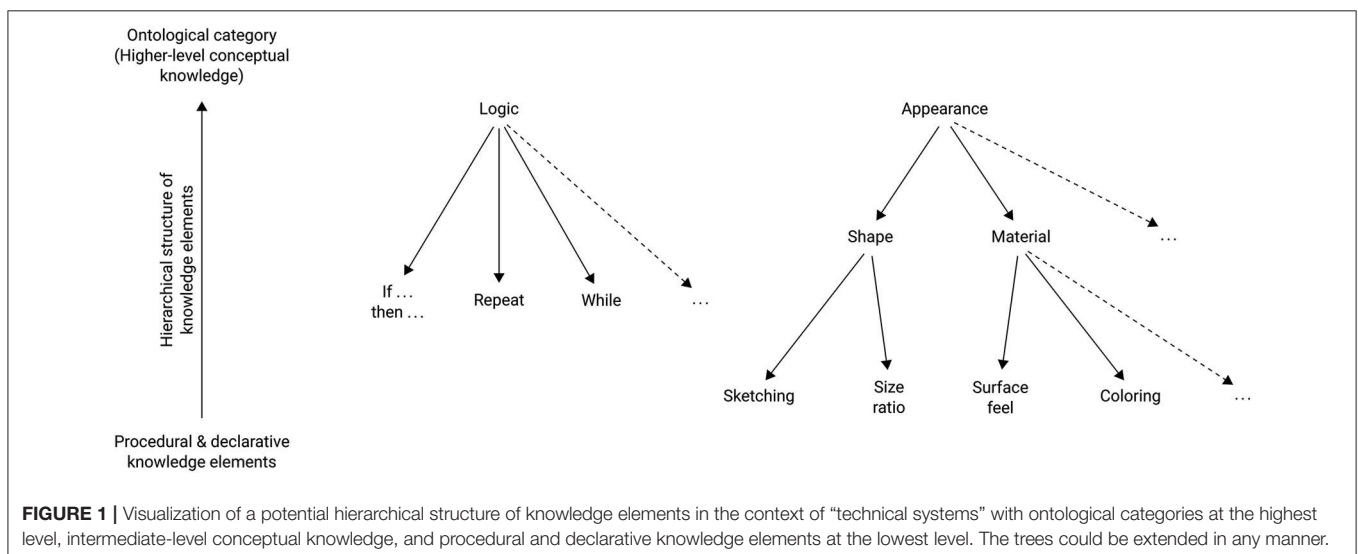 Ontological category
(Higher-level conceptual
knowledge)
Hierarchical structure of
knowledge elements
Procedural & declarative
knowledge elements
Logic
If ...
then ...
Repeat
While
...
Appearance
Shape
Material
...
Sketching
Size
ratio
Surface
feel
Coloring
...
FIGURE 1 | Visualization of a potential hierarchical structure of knowledge elements in the context of “technical systems” with ontological categories at the highest
level, intermediate-level conceptual knowledge, and procedural and declarative knowledge elements at the lowest level. The trees could be extended in any manner.